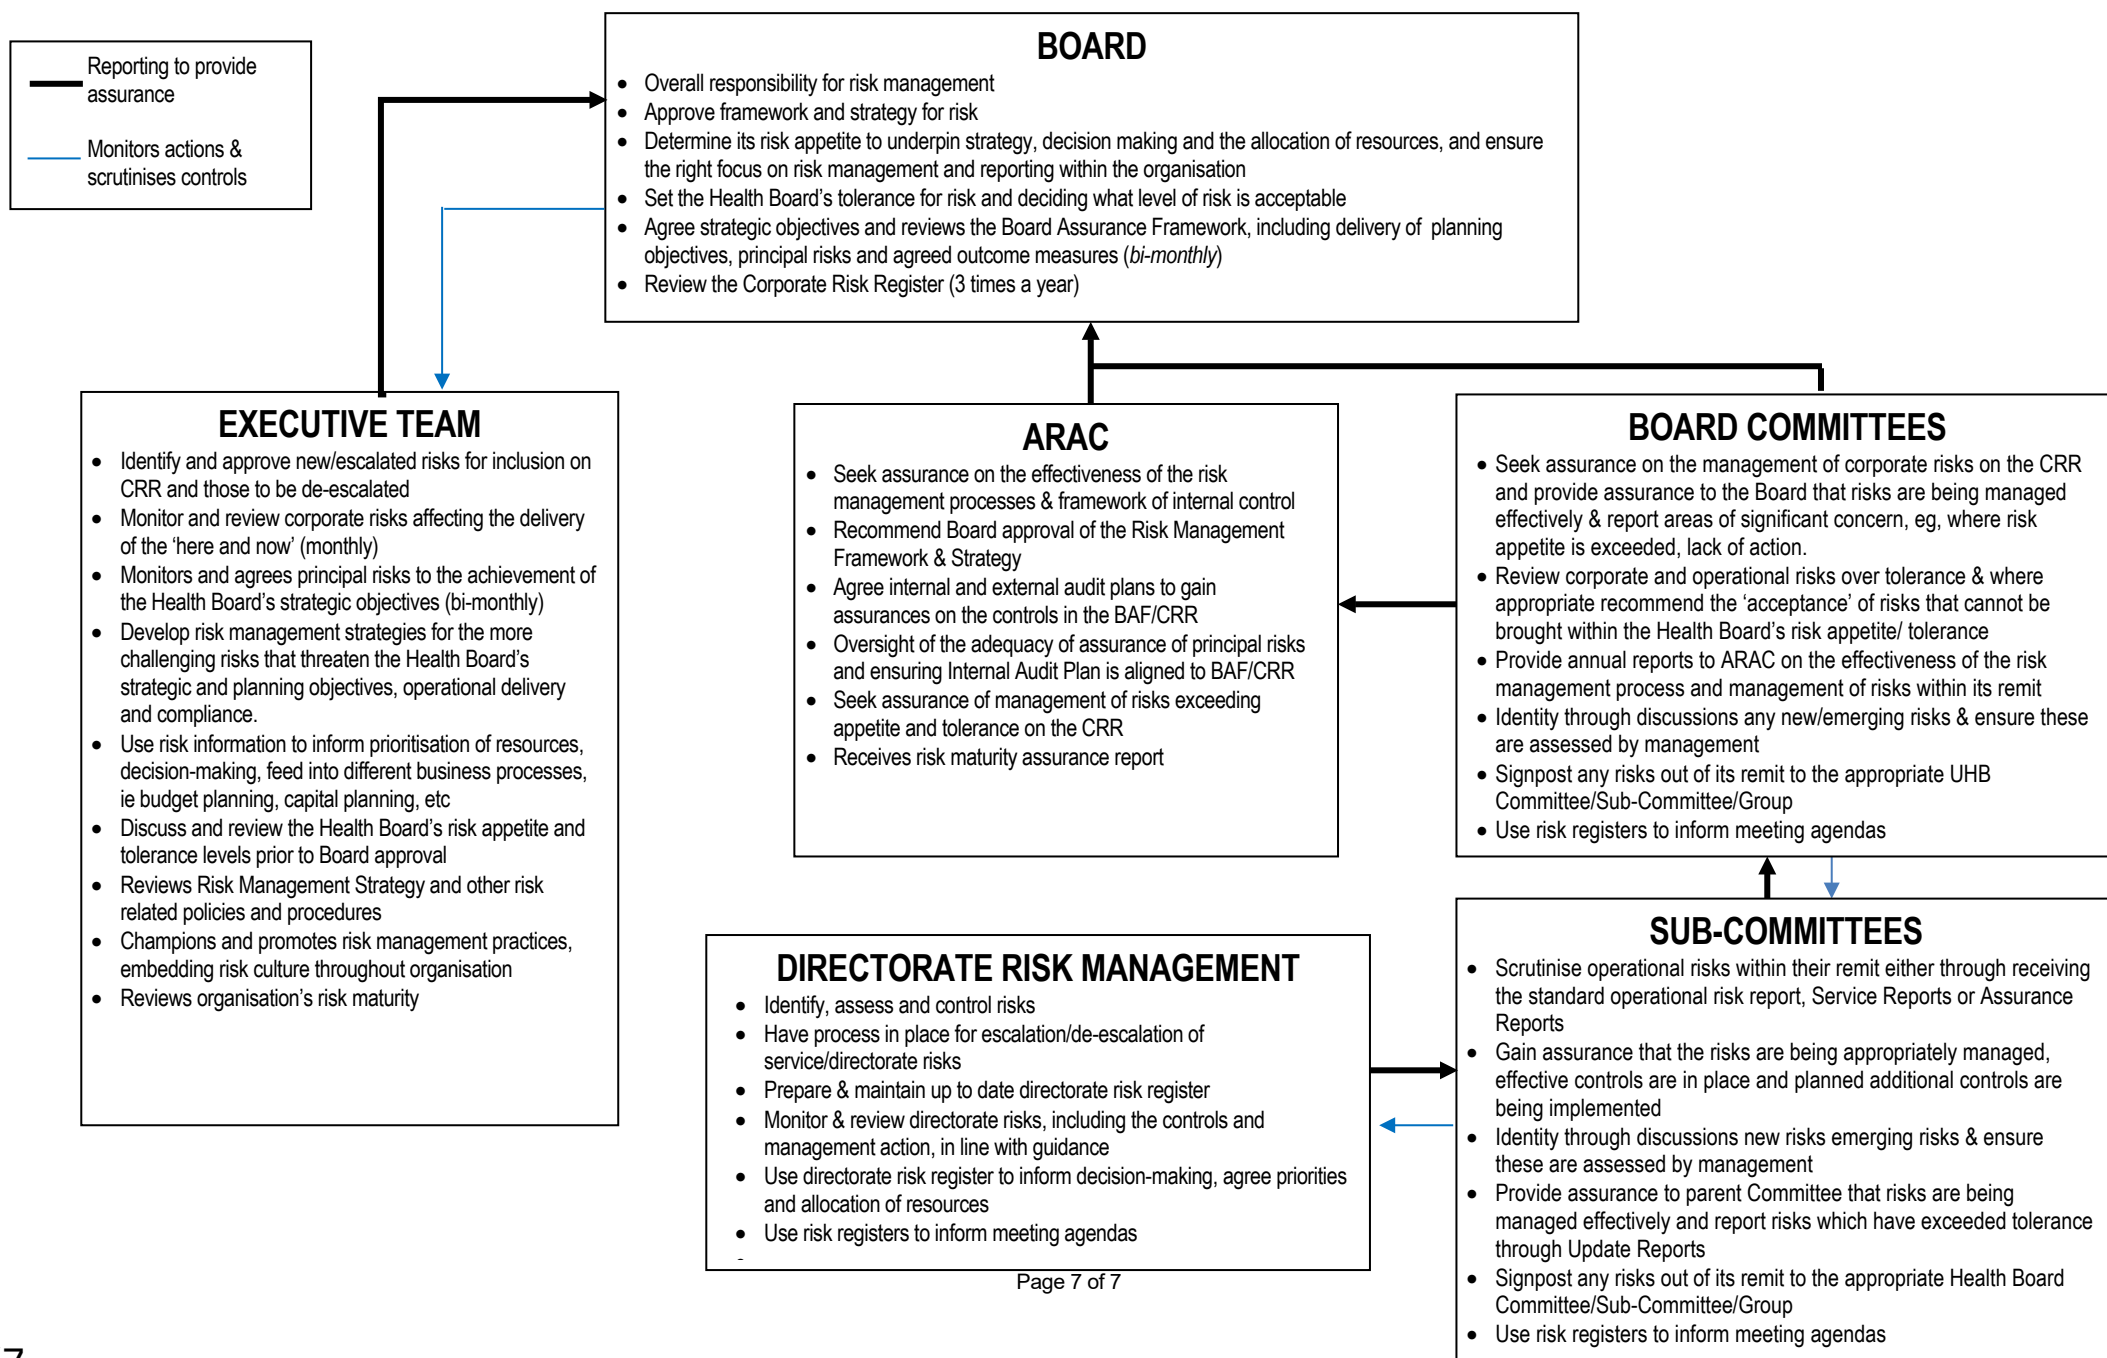 Reporting to provide
assurance
Monitors actions &
scrutinises controls
BOARD
• Overall responsibility for risk management
• Approve framework and strategy for risk
• Determine its risk appetite to underpin strategy, decision making and the allocation of resources, and ensure
the right focus on risk management and reporting within the organisation
• Set the Health Board's tolerance for risk and deciding what level of risk is acceptable
• Agree strategic objectives and reviews the Board Assurance Framework, including delivery of planning
objectives, principal risks and agreed outcome measures (bi-monthly)
• Review the Corporate Risk Register (3 times a year)
EXECUTIVE TEAM
• Identify and approve new/escalated risks for inclusion on
CRR and those to be de-escalated
• Monitor and review corporate risks affecting the delivery
of the 'here and now' (monthly)
• Monitors and agrees principal risks to the achievement of
the Health Board's strategic objectives (bi-monthly)
• Develop risk management strategies for the more
challenging risks that threaten the Health Board's
strategic and planning objectives, operational delivery
and compliance.
• Use risk information to inform prioritisation of resources,
decision-making, feed into different business processes,
ie budget planning, capital planning, etc
• Discuss and review the Health Board's risk appetite and
tolerance levels prior to Board approval
• Reviews Risk Management Strategy and other risk
related policies and procedures
• Champions and promotes risk management practices,
embedding risk culture throughout organisation
• Reviews organisation's risk maturity
ARAC
• Seek assurance on the effectiveness of the risk
management processes & framework of internal control
• Recommend Board approval of the Risk Management
Framework & Strategy
• Agree internal and external audit plans to gain
assurances on the controls in the BAF/CRR
• Oversight of the adequacy of assurance of principal risks
and ensuring Internal Audit Plan is aligned to BAF/CRR
• Seek assurance of management of risks exceeding
appetite and tolerance on the CRR
• Receives risk maturity assurance report
BOARD COMMITTEES
• Seek assurance on the management of corporate risks on the CRR
and provide assurance to the Board that risks are being managed
effectively & report areas of significant concern, eg, where risk
appetite is exceeded, lack of action.
• Review corporate and operational risks over tolerance & where
appropriate recommend the 'acceptance' of risks that cannot be
brought within the Health Board's risk appetite/ tolerance
• Provide annual reports to ARAC on the effectiveness of the risk
management process and management of risks within its remit
• Identity through discussions any new/emerging risks & ensure these
are assessed by management
• Signpost any risks out of its remit to the appropriate UHB
Committee/Sub-Committee/Group
• Use risk registers to inform meeting agendas
DIRECTORATE RISK MANAGEMENT
• Identify, assess and control risks
• Have process in place for escalation/de-escalation of
service/directorate risks
• Prepare & maintain up to date directorate risk register
• Monitor & review directorate risks, including the controls and
management action, in line with guidance
• Use directorate risk register to inform decision-making, agree priorities
and allocation of resources
• Use risk registers to inform meeting agendas
SUB-COMMITTEES
• Scrutinise operational risks within their remit either through receiving
the standard operational risk report, Service Reports or Assurance
Reports
• Gain assurance that the risks are being appropriately managed,
effective controls are in place and planned additional controls are
being implemented
• Identity through discussions new risks emerging risks & ensure
these are assessed by management
• Provide assurance to parent Committee that risks are being
managed effectively and report risks which have exceeded tolerance
through Update Reports
• Signpost any risks out of its remit to the appropriate Health Board
Committee/Sub-Committee/Group
• Use risk registers to inform meeting agendas
Page 7 of 7